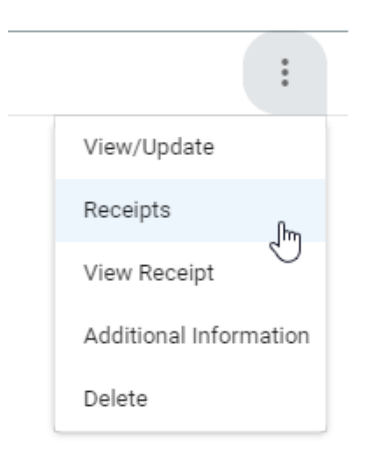 View/Update
Receipts
View Receipt
Additional Information
Delete